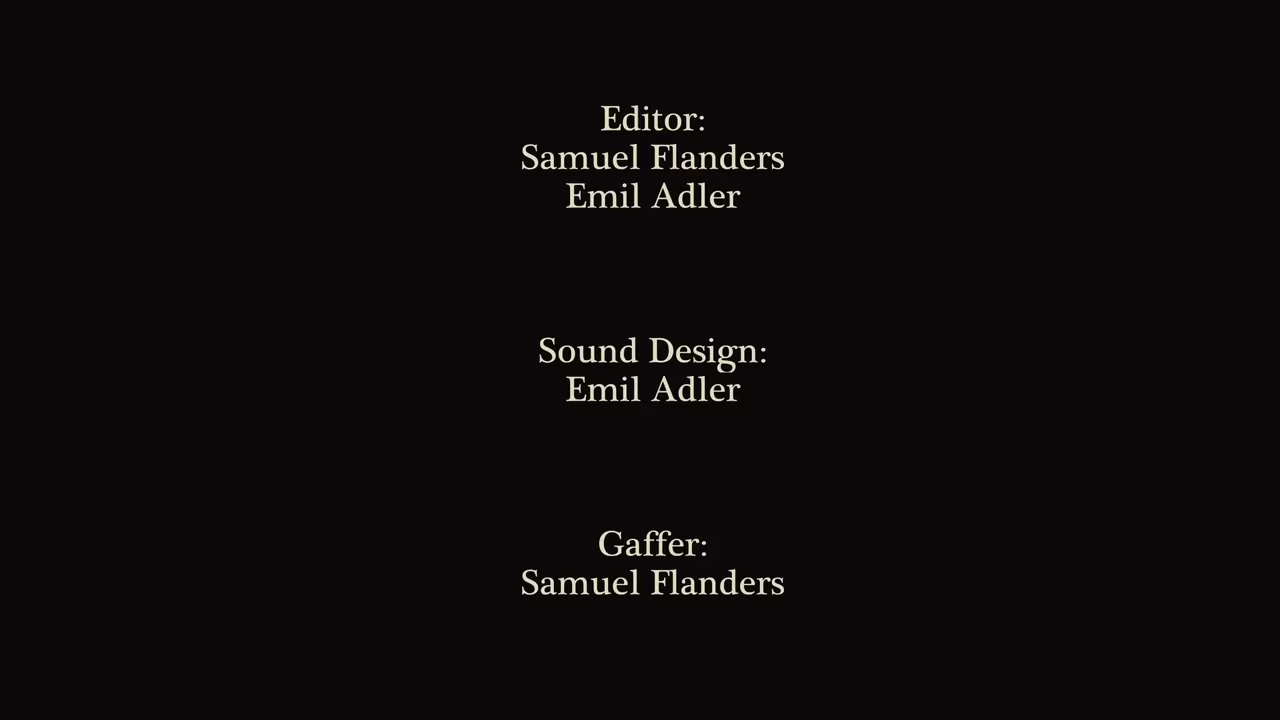 Editor:
Samuel Flanders
Emil Adler
Sound Design:
Emil Adler
Gaffer:
Samuel Flanders